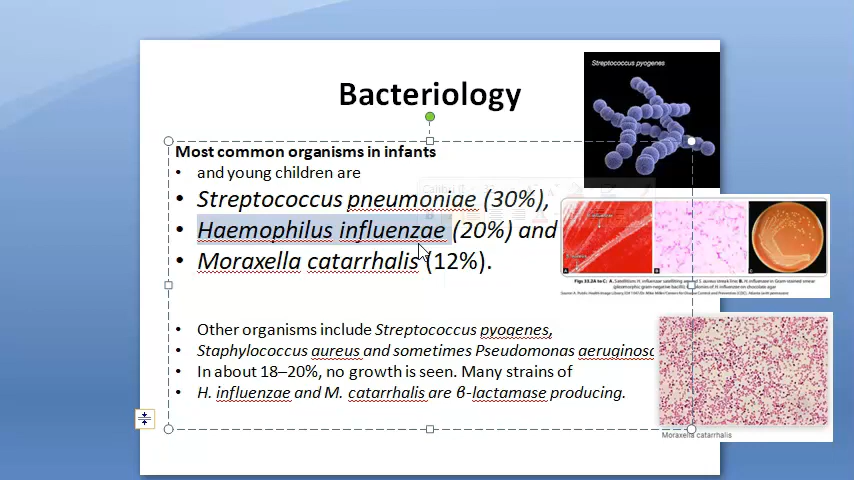 Streptococcus pyogenes
Bacteriology
Most common organisms in infants
• and young children are
• Streptococcus pneumoniae (30%),
• Haemophilus influenzae (20%) and
• Moraxella catarrhalis (12%).
• Other organisms include Streptococcus pyogenes,
• Staphylococcus aureus and sometimes Pseudomonas aeruginosa
• In about 18–20%, no growth is seen. Many strains of
• H. influenzae and M. catarrhalis are β-lactamase producing.
A
B
C
Moraxella catarrhalis